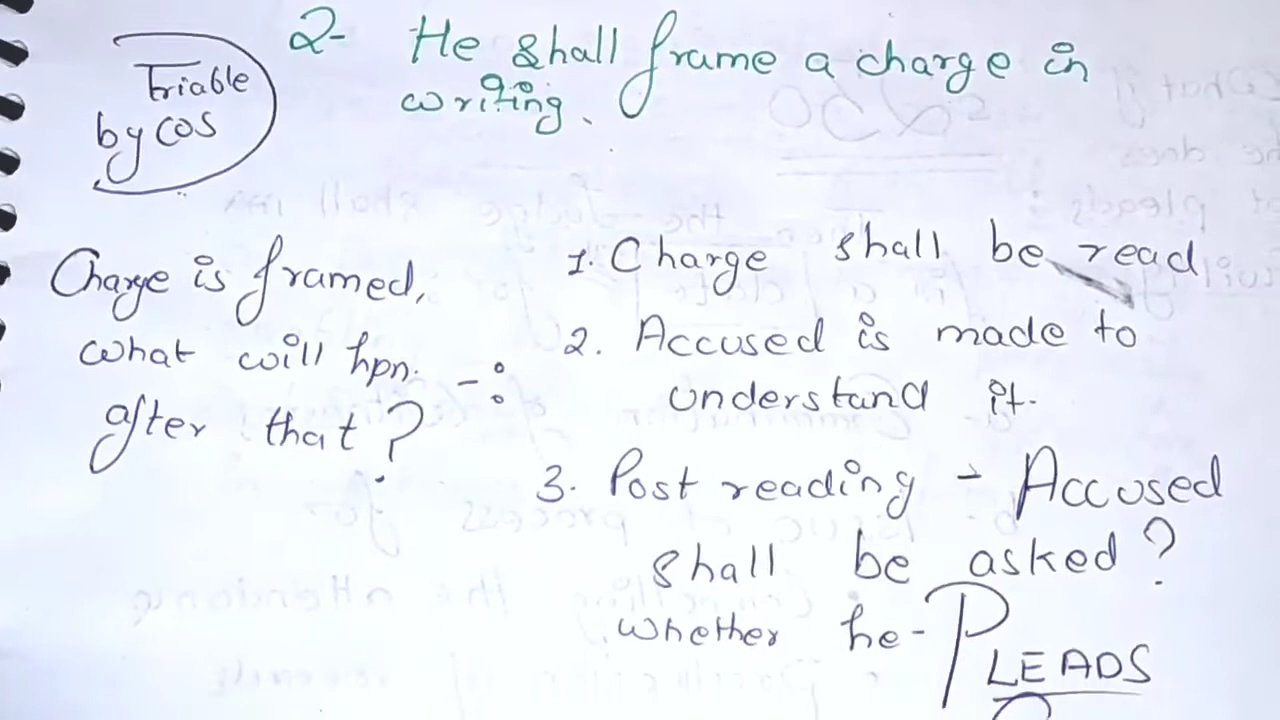 2- He shall frame a charge in
writing.
Triable
by COS
Charge is framed,
what will hpn.
after that?
1. Charge shall be read
2. Accused is made to
understand it.
3. Post reading - Accused
shall be asked?
whether he-PLEADS